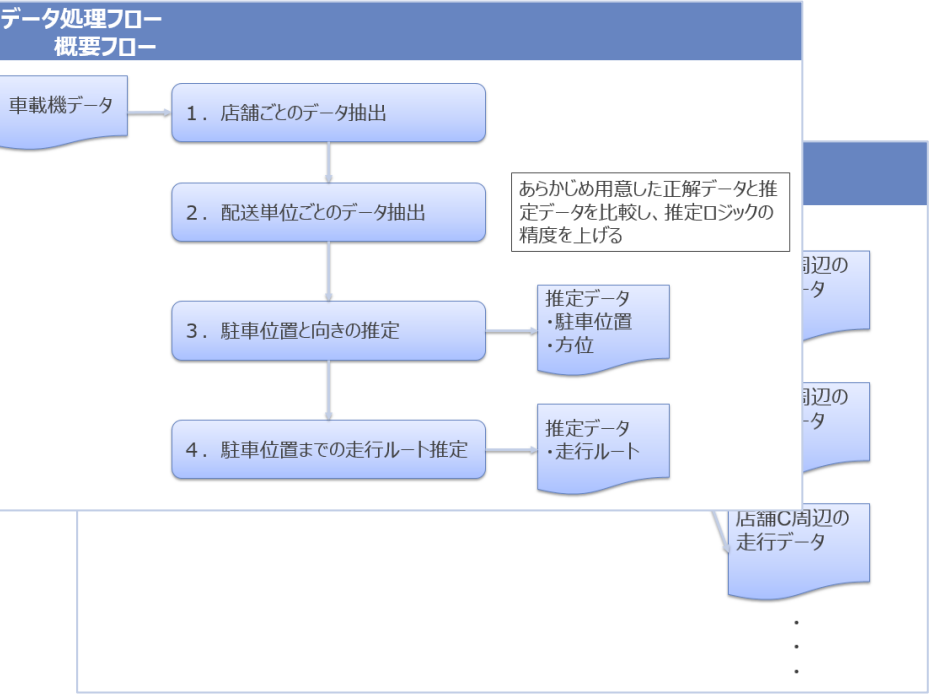 データ処理フロー
概要フロー
車載機データ
１．店舗ごとのデータ抽出
２．配送単位ごとのデータ抽出
あらかじめ用意した正解データと推
定データを比較し、推定ロジックの
精度を上げる
３．駐車位置と向きの推定
推定データ
・駐車位置
・方位
４．駐車位置までの走行ルート推定
推定データ
・走行ルート
周辺の
ータ
周辺の
ータ
店舗C周辺の
走行データ
・
・
・